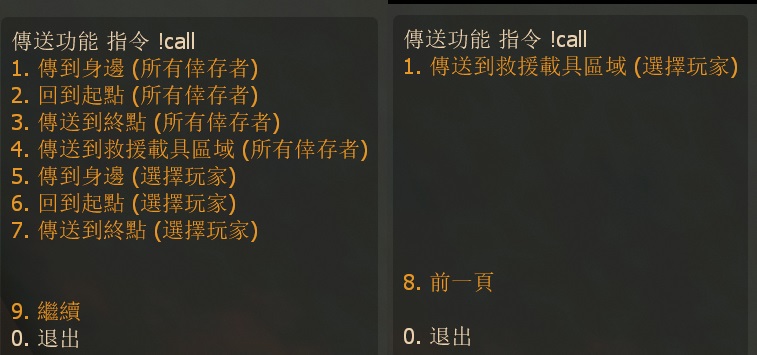 傳送功能 指令 !call
1. 傳到身邊 (所有倖存者)
2. 回到起點 (所有倖存者)
3. 傳送到終點 (所有倖存者)
4. 傳送到救援載具區域 (所有倖存者)
5. 傳到身邊 (選擇玩家)
6. 回到起點 (選擇玩家)
7. 傳送到終點 (選擇玩家)
9. 繼續
0. 退出
傳送功能 指令 !call
1. 傳送到救援載具區域 (選擇玩家)
8. 前一頁
0. 退出